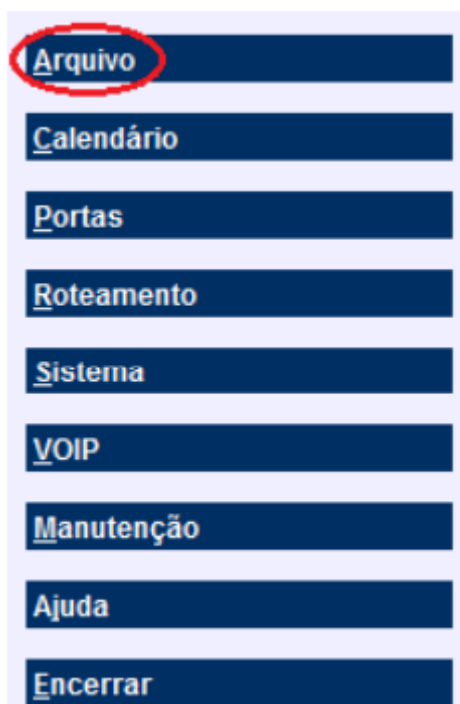 Arquivo
Calendário
Portas
Roteamento
Sistema
VOIP
Manutenção
Ajuda
Encerrar